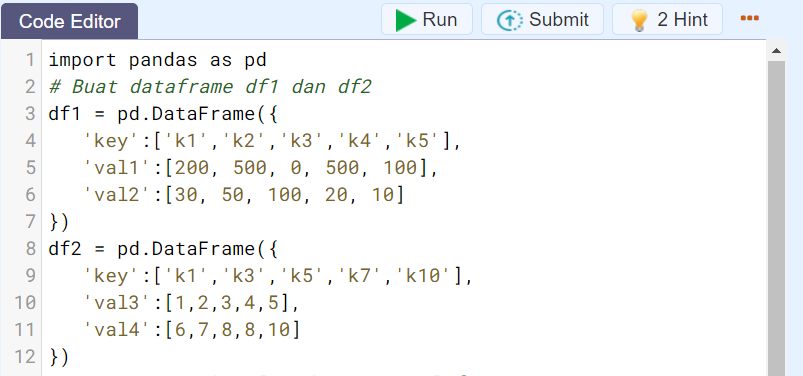 Code Editor Run Submit 2 Hint
1 import pandas as pd
2 # Buat dataframe df1 dan df2
3 df1 = pd.DataFrame({
4 'key':['k1','k2','k3','k4','k5'],
5 'val1':[200, 500, 0, 500, 100],
6 'val2':[30, 50, 100, 20, 10]
7 })
8 df2 = pd.DataFrame({
9 'key':['k1','k3','k5','k7','k10'],
10 'val3':[1,2,3,4,5],
11 'val4':[6,7,8,8,10]
12 })